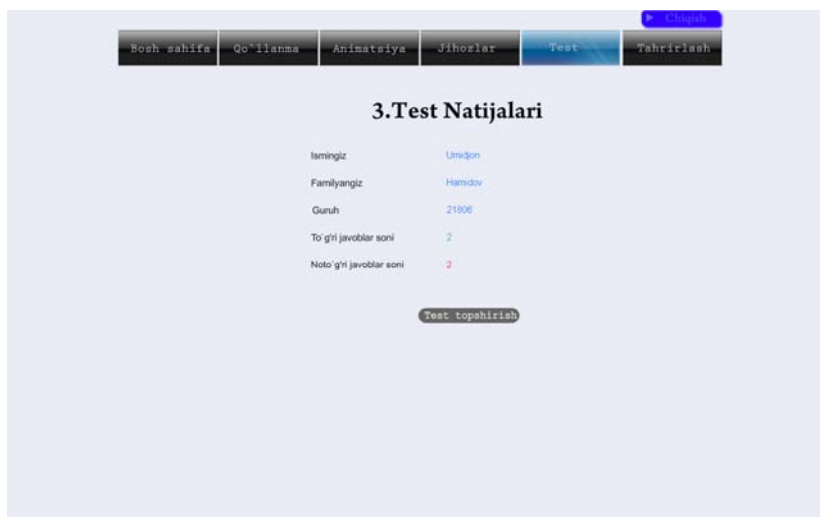 Chiqish
Bosh sahifa Qo`llanma Animatsiya Jihozlar Test Tahrirlash
3.Test Natijalari
Ismingiz Umidjon
Familyangiz Hamidov
Guruh 21806
To`g'ri javoblar soni 2
Noto`g'ri javoblar soni 2
Test topshirish